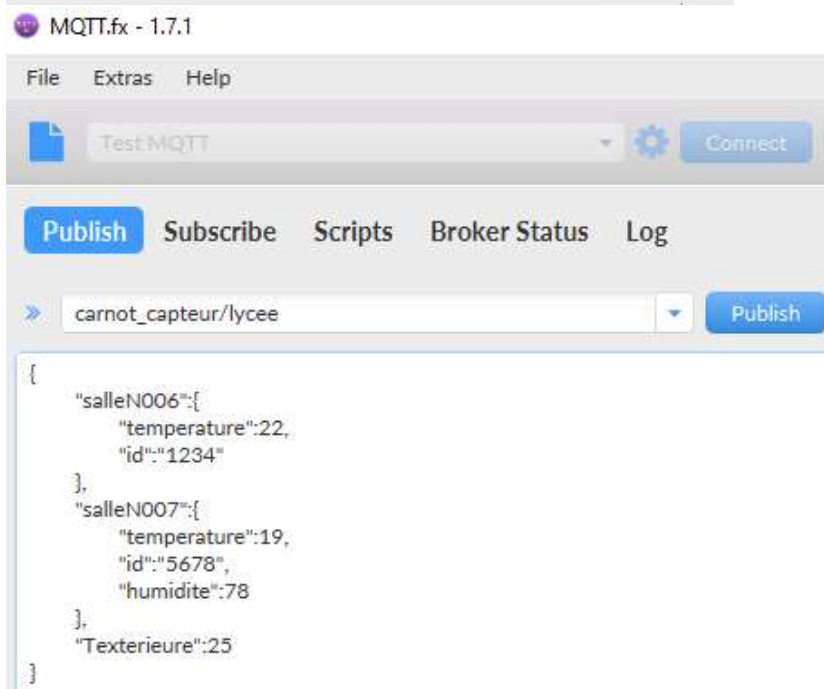 MQTT.fx - 1.7.1
File Extras Help
Test MQTT Connect
Publish Subscribe Scripts Broker Status Log
carnot_capteur/lycee Publish
{
"salleN006":{
"temperature":22,
"id":"1234"
},
"salleN007":{
"temperature":19,
"id":"5678",
"humidite":78
},
"Texterieure":25
}